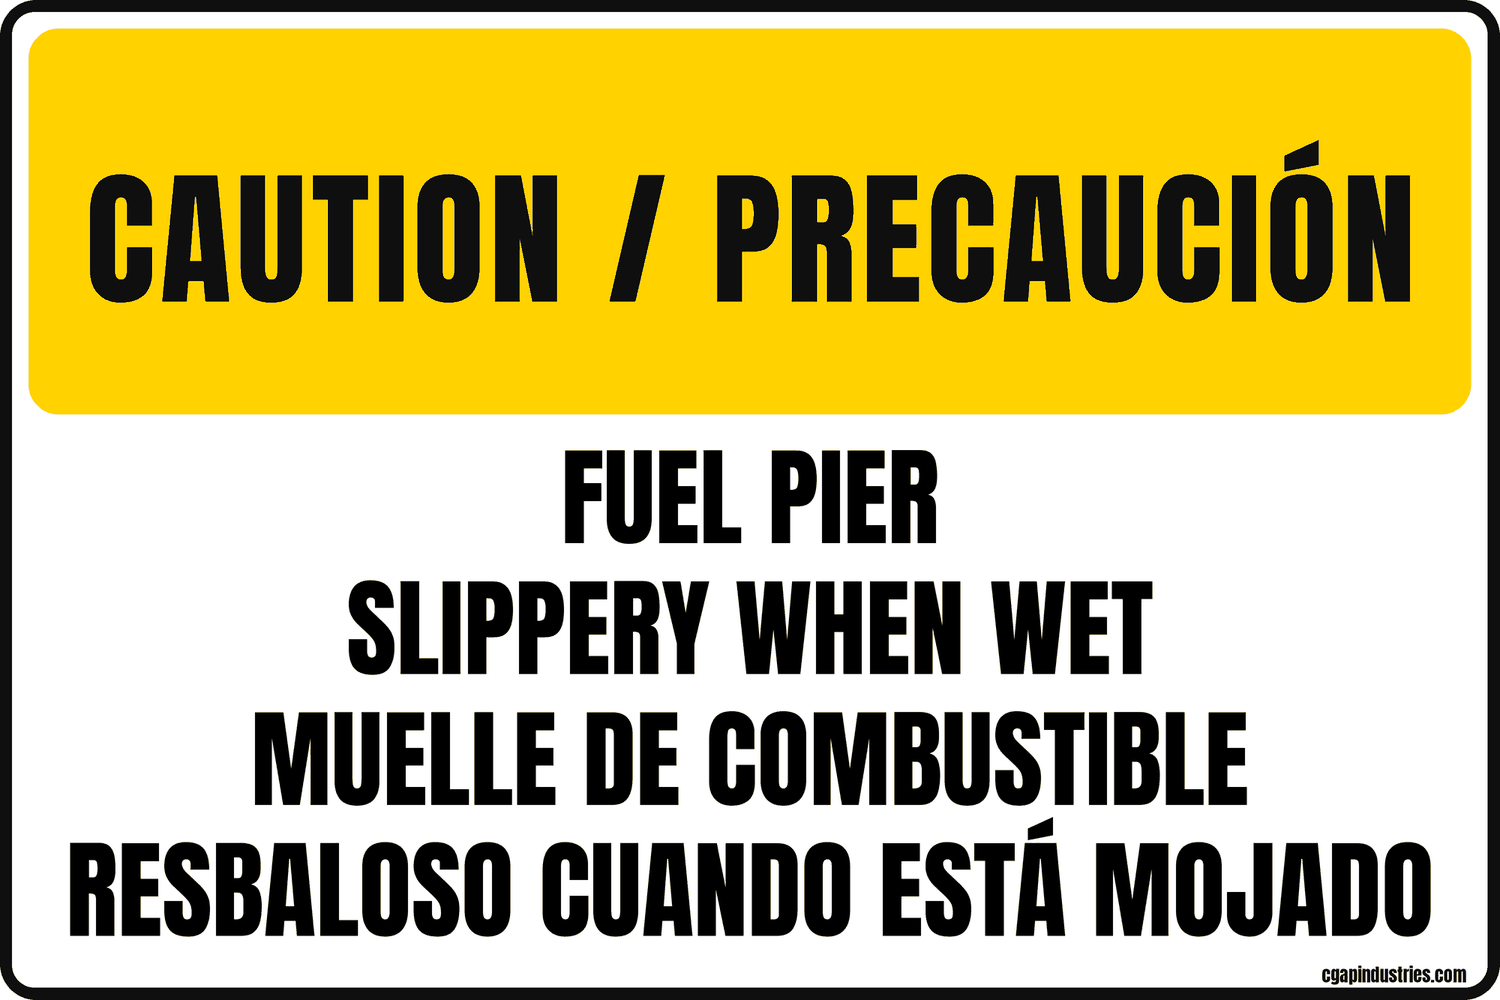 CAUTION / PRECAUCIÓN
FUEL PIER
SLIPPERY WHEN WET
MUELLE DE COMBUSTIBLE
RESBALOSO CUANDO ESTÁ MOJADO
cgapindustries.com